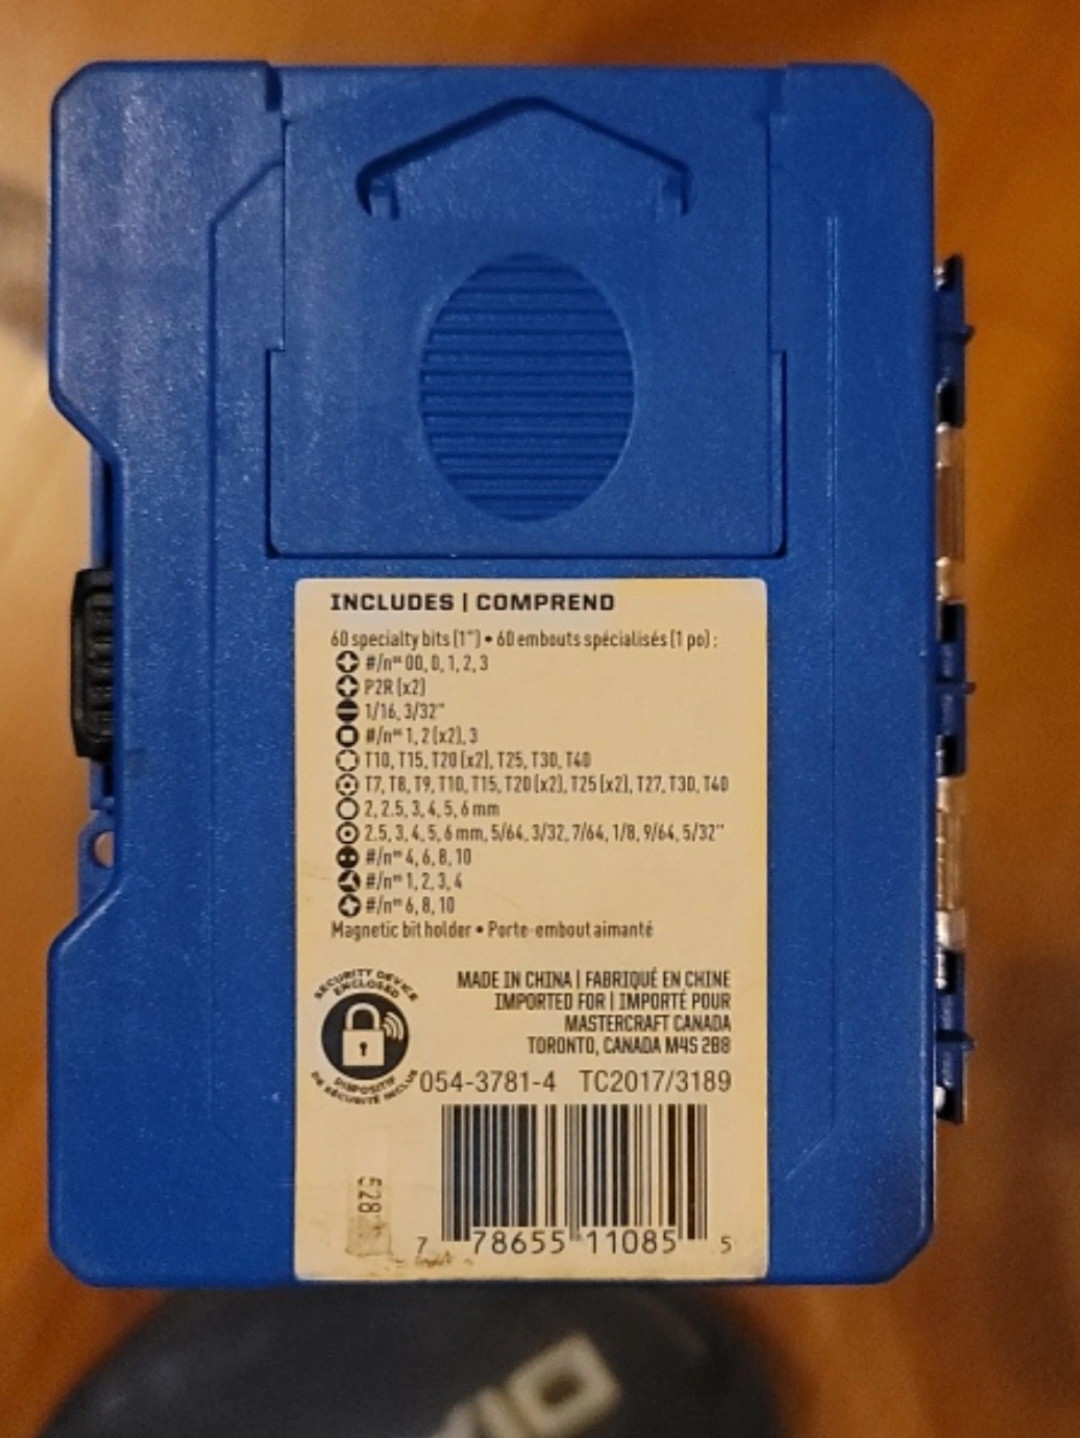 INCLUDES | COMPREND
60 specialty bits (1") • 60 embouts spécialisés (1 po) :
#/nᵒˢ 00, 0, 1, 2, 3
P2R (x2)
1/16, 3/32"
#/nᵒˢ 1, 2 (x2), 3
T10, T15, T20 (x2), T25, T30, T40
T7, T8, T9, T10, T15, T20 (x2), T25 (x2), T27, T30, T40
2, 2.5, 3, 4, 5, 6 mm
2.5, 3, 4, 5, 6 mm, 5/64, 3/32, 7/64, 1/8, 9/64, 5/32"
#/nᵒˢ 4, 6, 8, 10
#/nᵒˢ 1, 2, 3, 4
#/nᵒˢ 6, 8, 10
Magnetic bit holder • Porte-embout aimanté
SECURITY DEVICE
ENCLOSED
DISPOSITIF
DE SÉCURITÉ INCLUS
MADE IN CHINA | FABRIQUÉ EN CHINE
IMPORTED FOR | IMPORTÉ POUR
MASTERCRAFT CANADA
TORONTO, CANADA M4S 2B8
054-3781-4 TC2017/3189
528
7 78655 11085 5